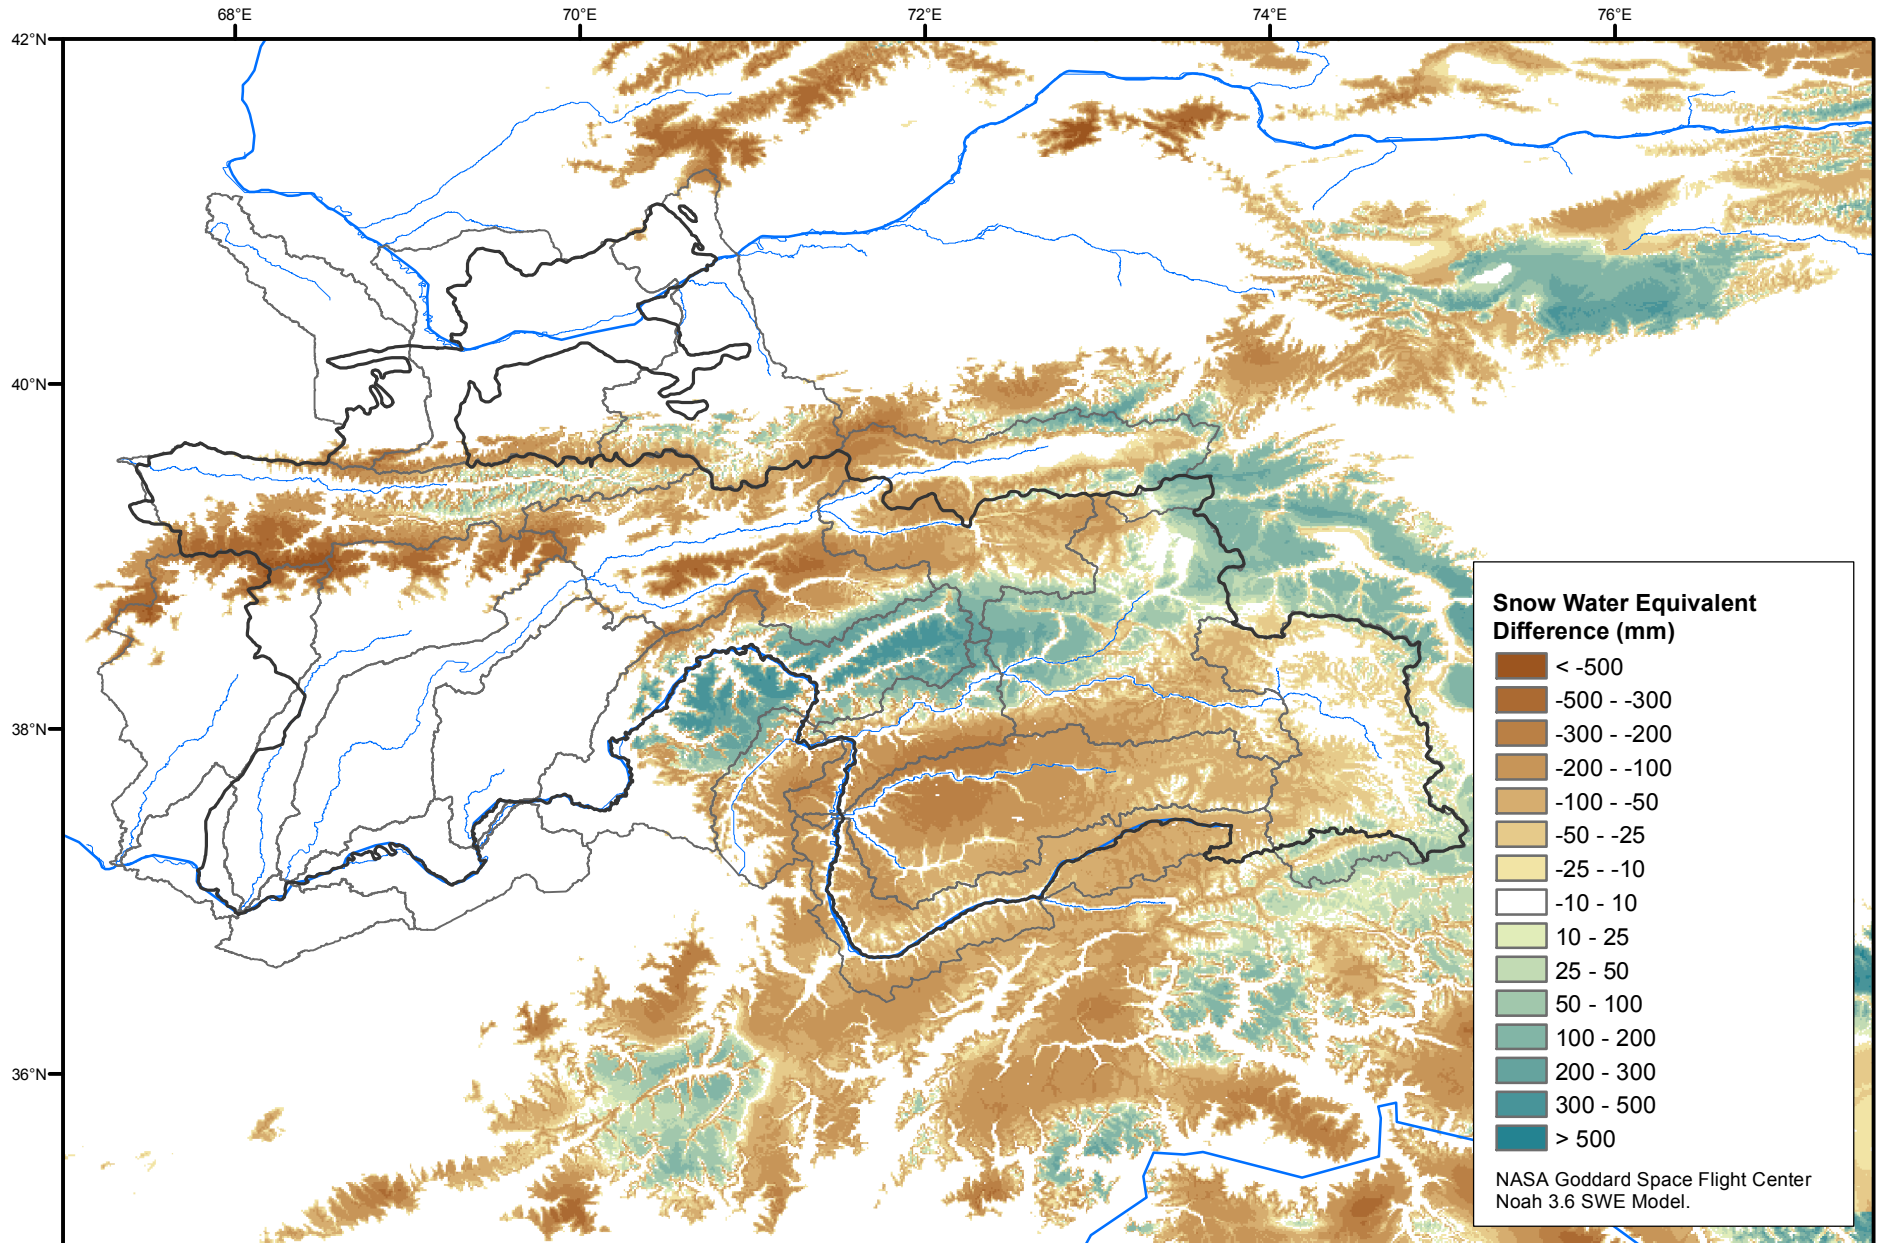 68°E
70°E
72°E
74°E
76°E
42°N
40°N
38°N
36°N
Snow Water Equivalent
Difference (mm)
< -500
-500 - -300
-300 - -200
-200 - -100
-100 - -50
-50 - -25
-25 - -10
-10 - 10
10 - 25
25 - 50
50 - 100
100 - 200
200 - 300
300 - 500
> 500
NASA Goddard Space Flight Center
Noah 3.6 SWE Model.